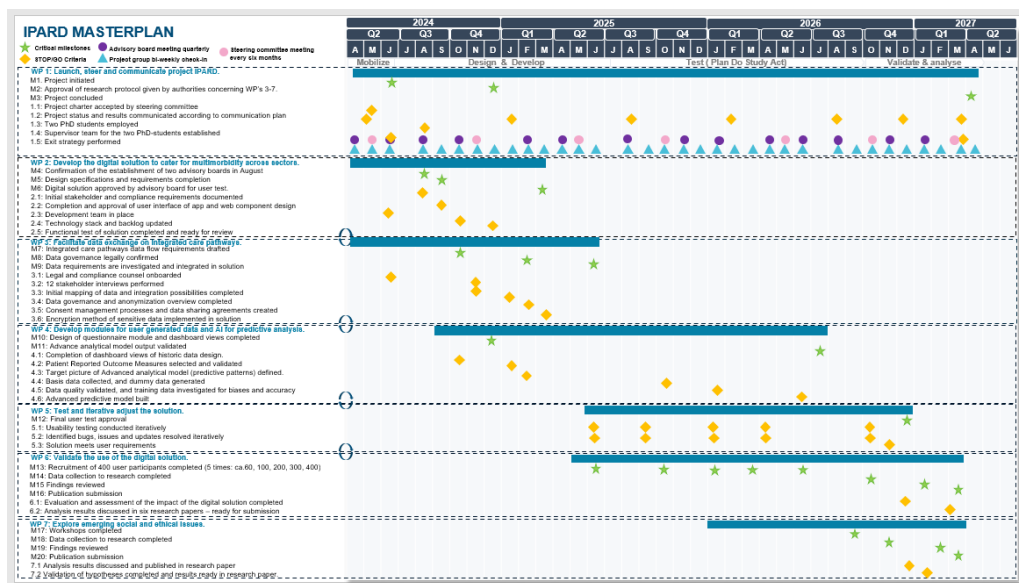 IPARD MASTERPLAN
Critical milestones
Advisory board meeting quarterly
Steering committee meeting
every six months
STOP/GO Criteria
Project group bi-weekly check-in
2024 2025 2026 2027
Q2 Q3 Q4 Q1 Q2 Q3 Q4 Q1 Q2 Q3 Q4 Q1 Q2
A M J J A S O N D J F M A M J J A S O N D J F M A M J J A S O N D J F M A M J
Mobilize Design & Develop Test ( Plan Do Study Act) Validate & analyse
WP 1: Launch, steer and communicate project IPARD.
M1. Project initiated
M2: Approval of research protocol given by authorities concerning WP's 3-7.
M3: Project concluded
1.1: Project charter accepted by steering committee
1.2: Project status and results communicated according to communication plan
1.3: Two PhD students employed
1.4: Supervisor team for the two PhD-students established
1.5: Exit strategy performed
WP 2: Develop the digital solution to cater for multimorbidity across sectors.
M4: Confirmation of the establishment of two advisory boards in August
M5: Design specifications and requirements completion
M6: Digital solution approved by advisory board for user test.
2.1: Initial stakeholder and compliance requirements documented
2.2: Completion and approval of user interface of app and web component design
2.3: Development team in place
2.4: Technology stack and backlog updated
2.5: Functional test of solution completed and ready for review
WP 3: Facilitate data exchange on integrated care pathways.
M7: Integrated care pathways data flow requirements drafted
M8: Data governance legally confirmed
M9: Data requirements are investigated and integrated in solution
3.1: Legal and compliance counsel onboarded
3.2: 12 stakeholder interviews performed
3.3: Initial mapping of data and integration possibilities completed
3.4: Data governance and anonymization overview completed
3.5: Consent management processes and data sharing agreements created
3.6: Encryption method of sensitive data implemented in solution
WP 4: Develop modules for user generated data and AI for predictive analysis.
M10: Design of questionnaire module and dashboard views completed
M11: Advance analytical model output validated
4.1: Completion of dashboard views of historic data design.
4.2: Patient Reported Outcome Measures selected and validated
4.3: Target picture of Advanced analytical model (predictive patterns) defined.
4.4: Basis data collected, and dummy data generated
4.5: Data quality validated, and training data investigated for biases and accuracy
4.6: Advanced predictive model built
WP 5: Test and iterative adjust the solution.
M12: Final user test approval
5.1: Usability testing conducted iteratively
5.2: Identified bugs, issues and updates resolved iteratively
5.3: Solution meets user requirements
WP 6: Validate the use of the digital solution.
M13: Recruitment of 400 user participants completed (5 times: ca.60, 100, 200, 300, 400)
M14: Data collection to research completed
M15 Findings reviewed
M16: Publication submission
6.1: Evaluation and assessment of the impact of the digital solution completed
6.2: Analysis results discussed in six research papers – ready for submission
WP 7: Explore emerging social and ethical issues.
M17: Workshops completed
M18: Data collection to research completed
M19: Findings reviewed
M20: Publication submission
7.1 Analysis results discussed and published in research paper
7.2 Validation of hypotheses completed and results ready in research paper